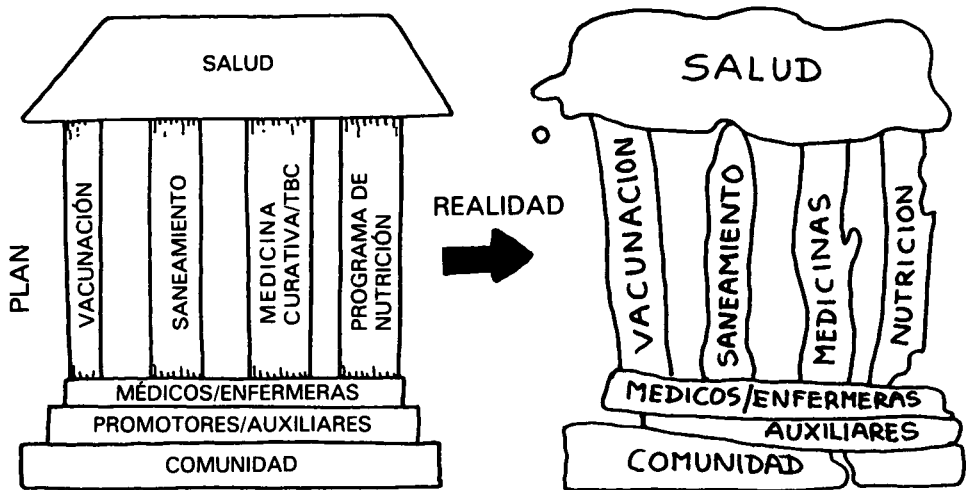 PLAN
SALUD
VACUNACIÓN
SANEAMIENTO
MEDICINA
CURATIVA/TBC
PROGRAMA DE
NUTRICIÓN
MÉDICOS/ENFERMERAS
PROMOTORES/AUXILIARES
COMUNIDAD
REALIDAD
SALUD
VACUNACION
SANEAMIENTO
MEDICINAS
NUTRICION
MEDICOS/ENFERMERAS
AUXILIARES
COMUNIDAD